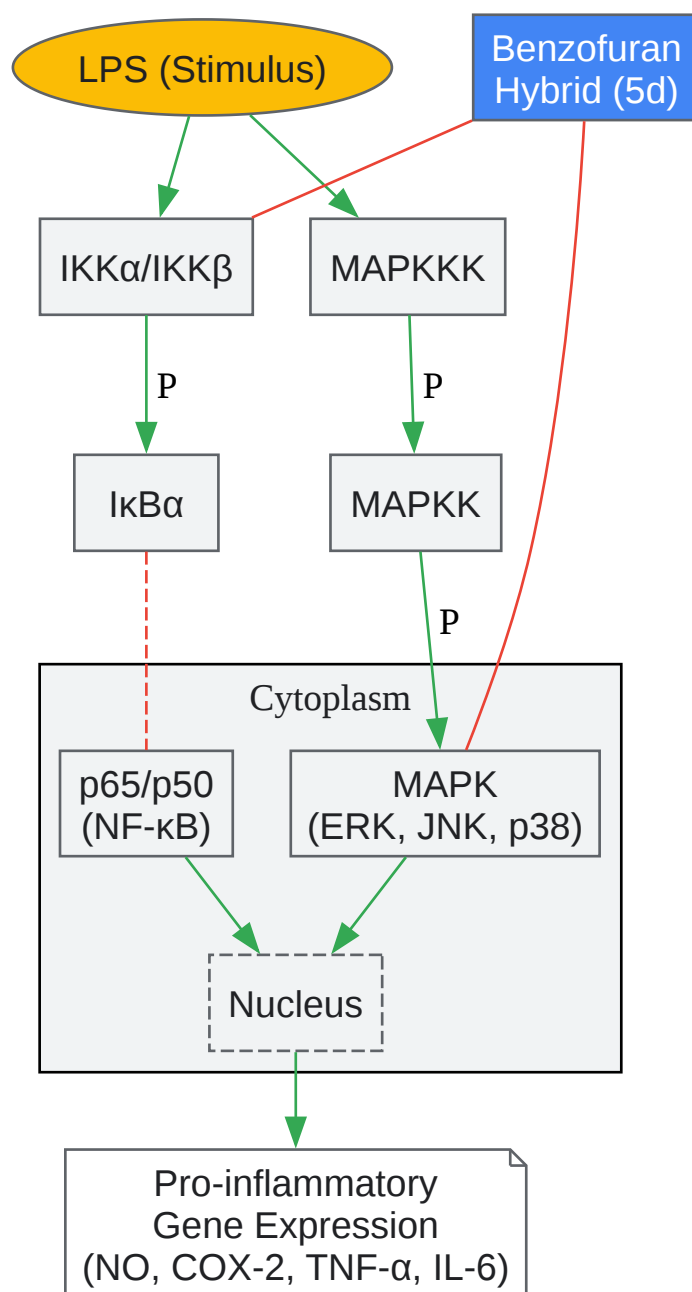 LPS (Stimulus)
Benzofuran
Hybrid (5d)
IKKα/IKKβ
MAPKKK
P
P
IκBα
MAPKK
P
Cytoplasm
p65/p50
(NF-κB)
MAPK
(ERK, JNK, p38)
Nucleus
Pro-inflammatory
Gene Expression
(NO, COX-2, TNF-α, IL-6)